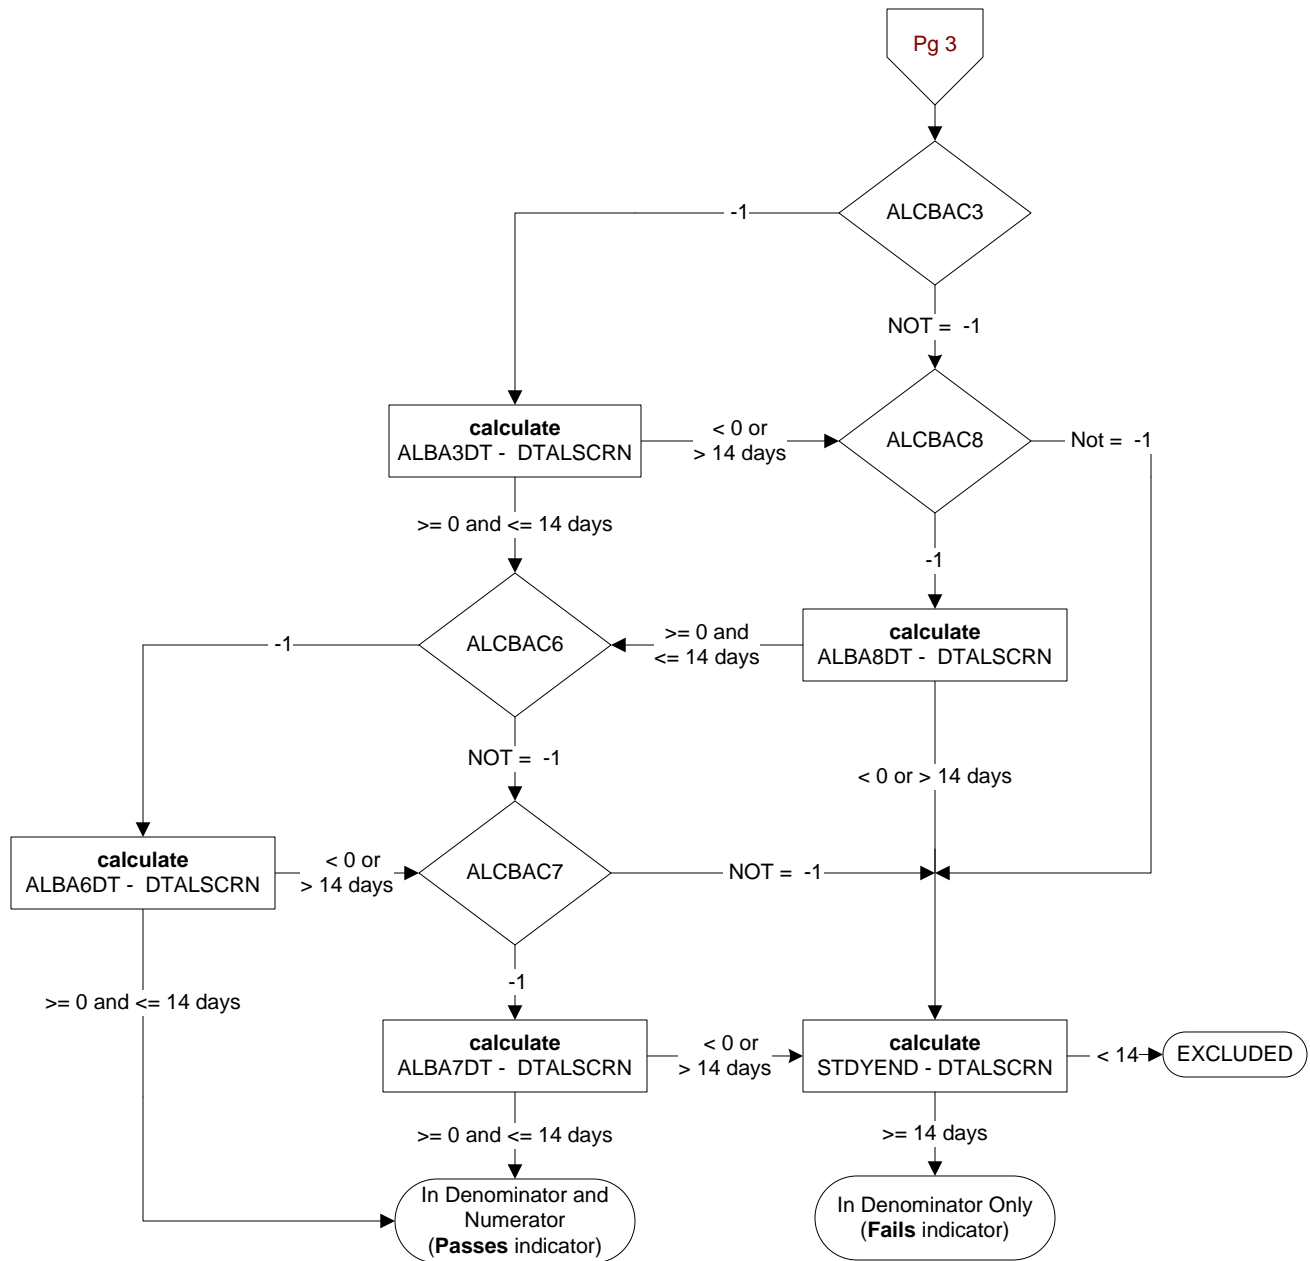 Pg 3
ALCBAC3
-1
NOT =  -1
calculate
ALBA3DT -  DTALSCRN
< 0 or
> 14 days
ALCBAC8
Not =  -1
>= 0 and <= 14 days
-1
ALCBAC6
-1
>= 0 and
<= 14 days
calculate
ALBA8DT -  DTALSCRN
NOT =  -1
< 0 or > 14 days
calculate
ALBA6DT -  DTALSCRN
< 0 or
> 14 days
ALCBAC7
NOT =  -1
-1
>= 0 and <= 14 days
calculate
ALBA7DT -  DTALSCRN
< 0 or
> 14 days
calculate
STDYEND - DTALSCRN
< 14
EXCLUDED
>= 0 and <= 14 days
>= 14 days
In Denominator and
Numerator
(Passes indicator)
In Denominator Only
(Fails indicator)